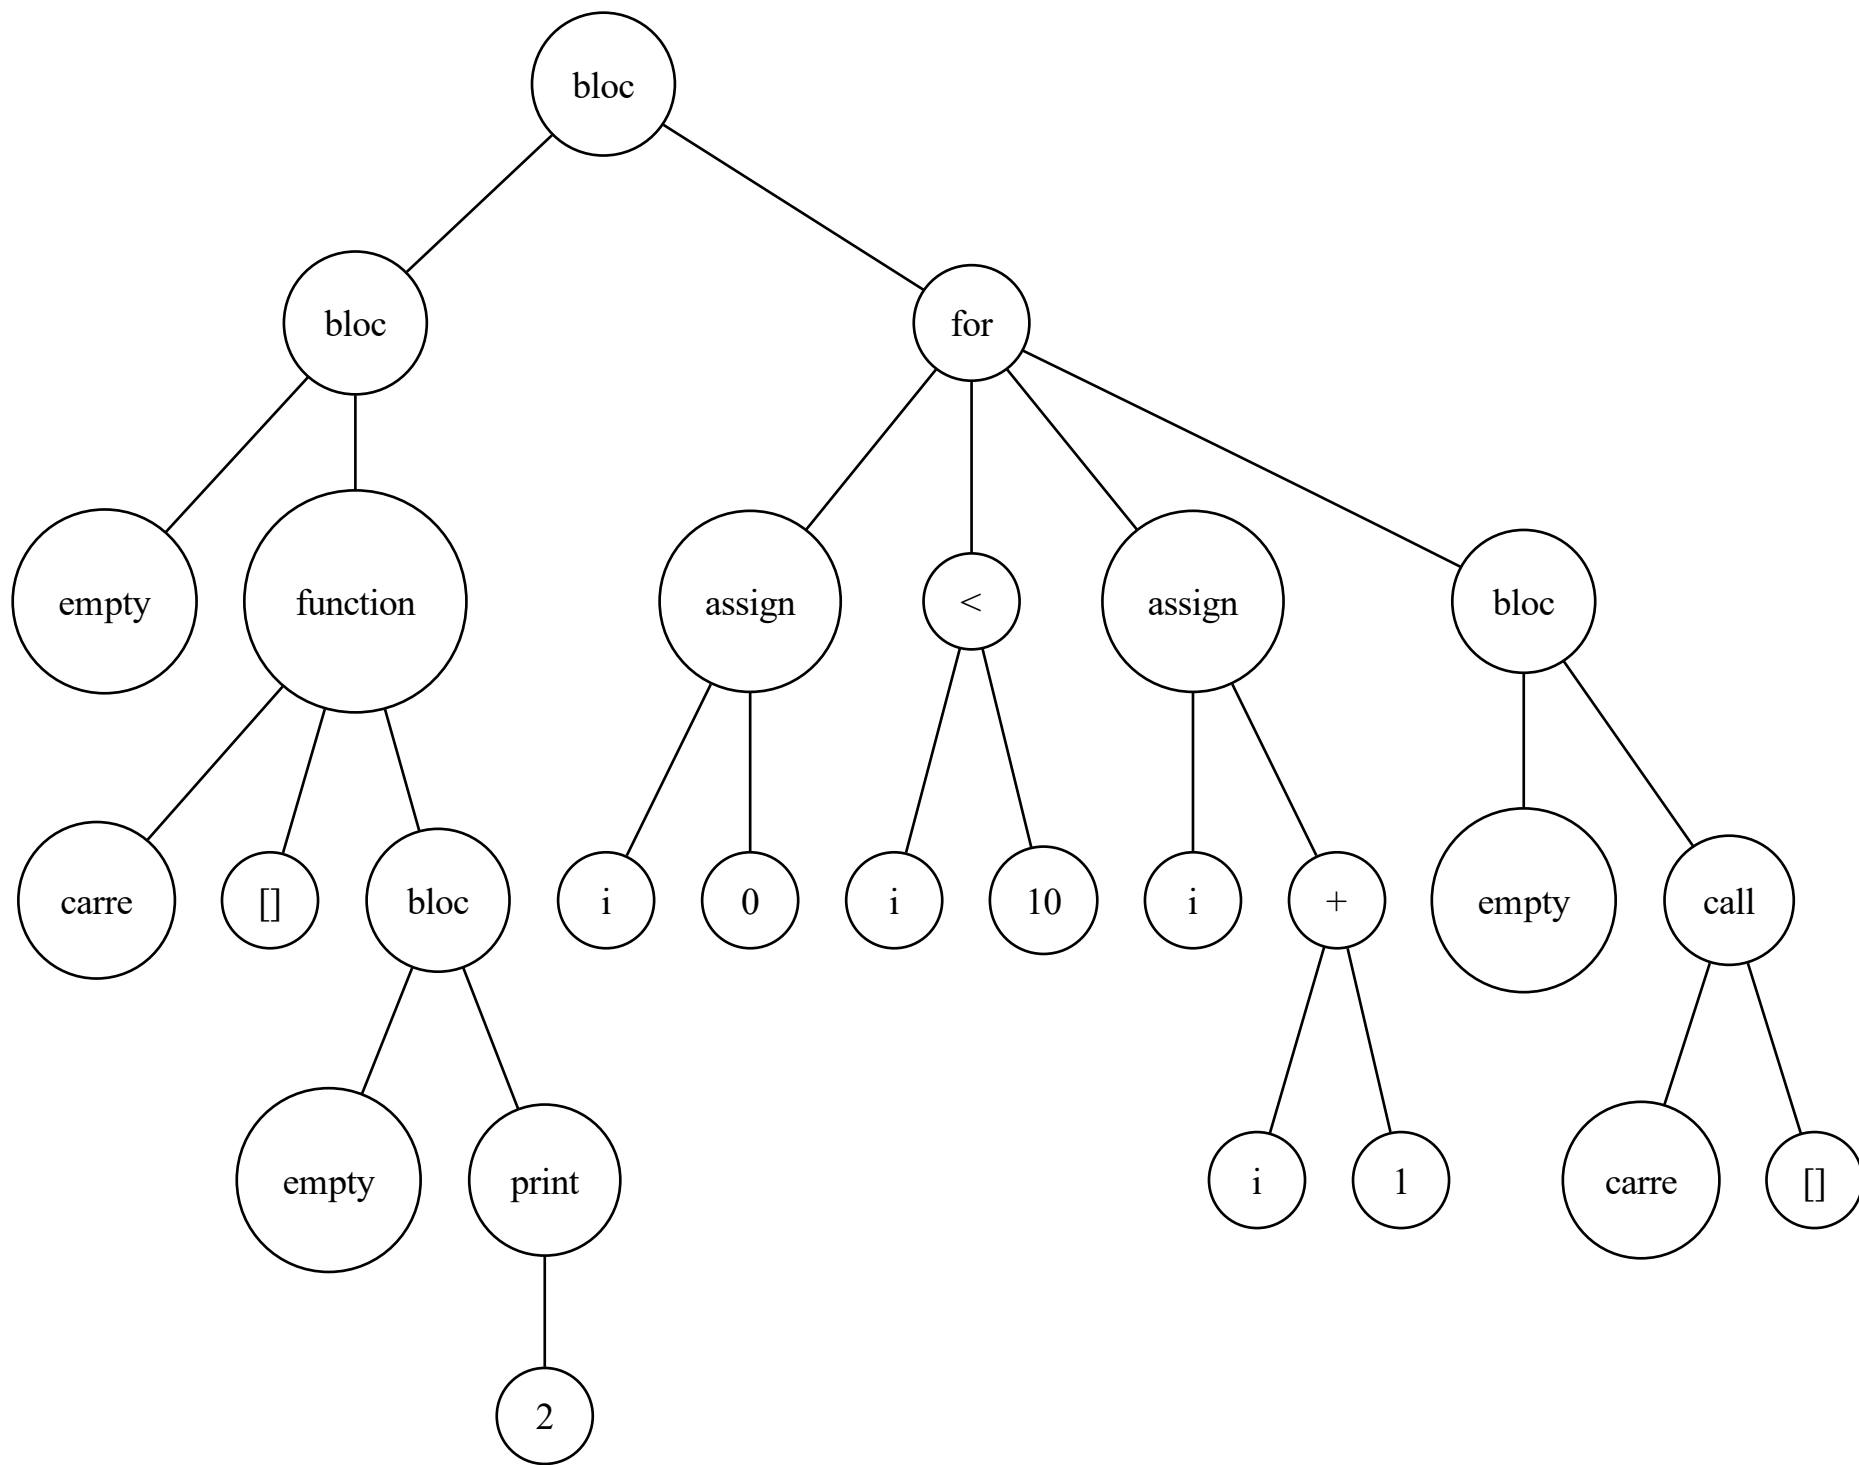 bloc
bloc
for
empty
function
assign
<
assign
bloc
carre
[]
bloc
i
0
i
10
i
+
empty
call
empty
print
i
1
carre
[]
2